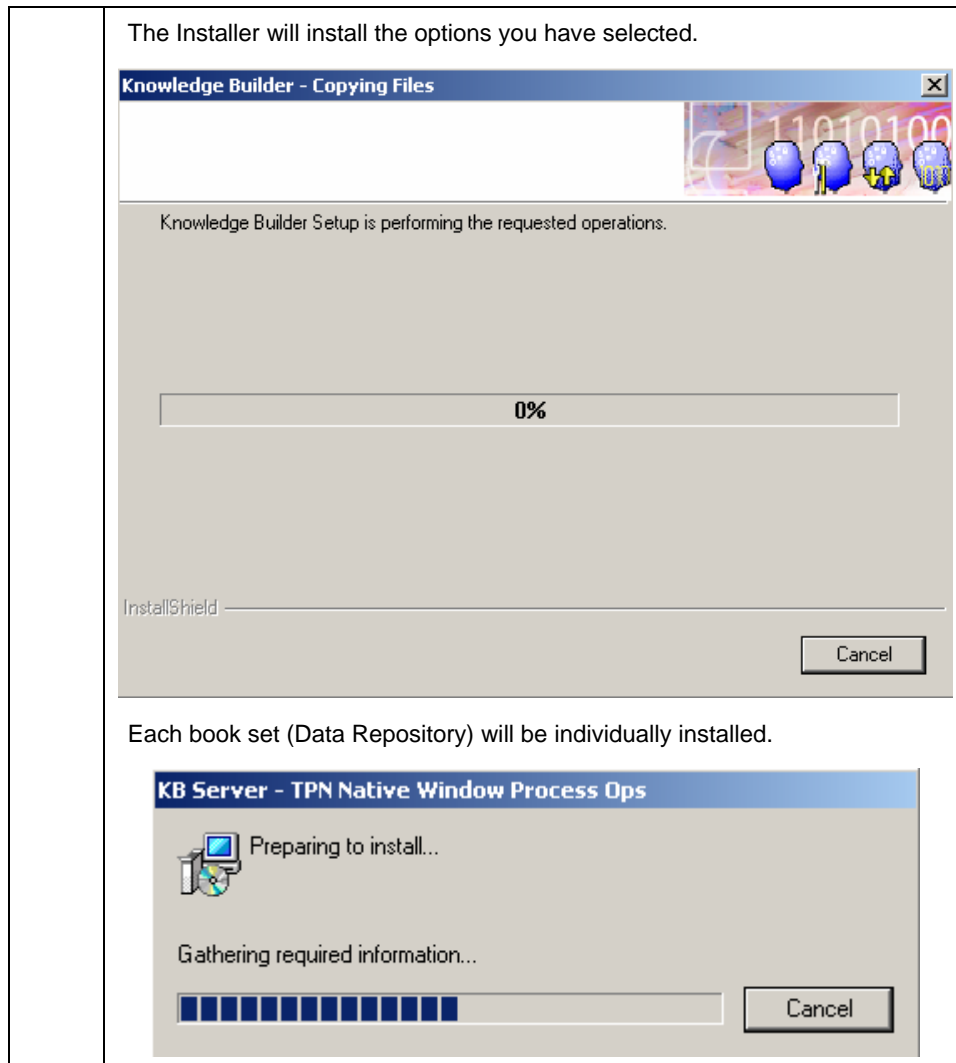 The Installer will install the options you have selected.
Knowledge Builder - Copying Files
11010100
Knowledge Builder Setup is performing the requested operations.
0%
InstallShield
Cancel
Each book set (Data Repository) will be individually installed.
KB Server - TPN Native Window Process Ops
Preparing to install...
Gathering required information...
Cancel